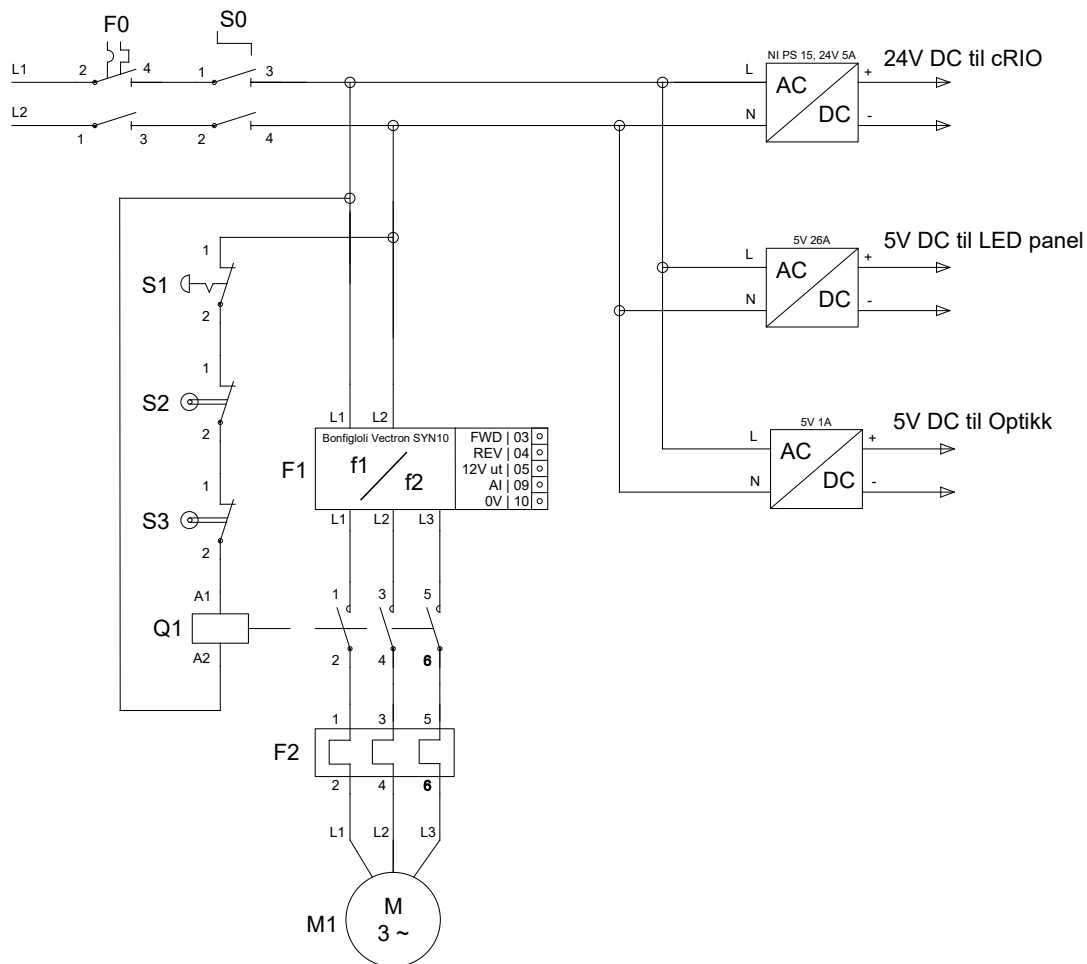 F0
S0
L1
2
4
1
3
L2
1
3
2
4
NI PS 15, 24V 5A
L
N
AC
DC
+
-
24V DC til cRIO
5V 26A
L
N
AC
DC
+
-
5V DC til LED panel
5V 1A
L
N
AC
DC
+
-
5V DC til Optikk
1
S1
2
1
S2
2
1
S3
2
A1
Q1
A2
L1 L2
F1
Bonfigloli Vectron SYN10
f1
f2
FWD | 03
REV | 04
12V ut | 05
AI | 09
0V | 10
L1 L2 L3
1 3 5
2 4 6
1 3 5
F2
2 4 6
L1 L2 L3
M1
M
3 ~